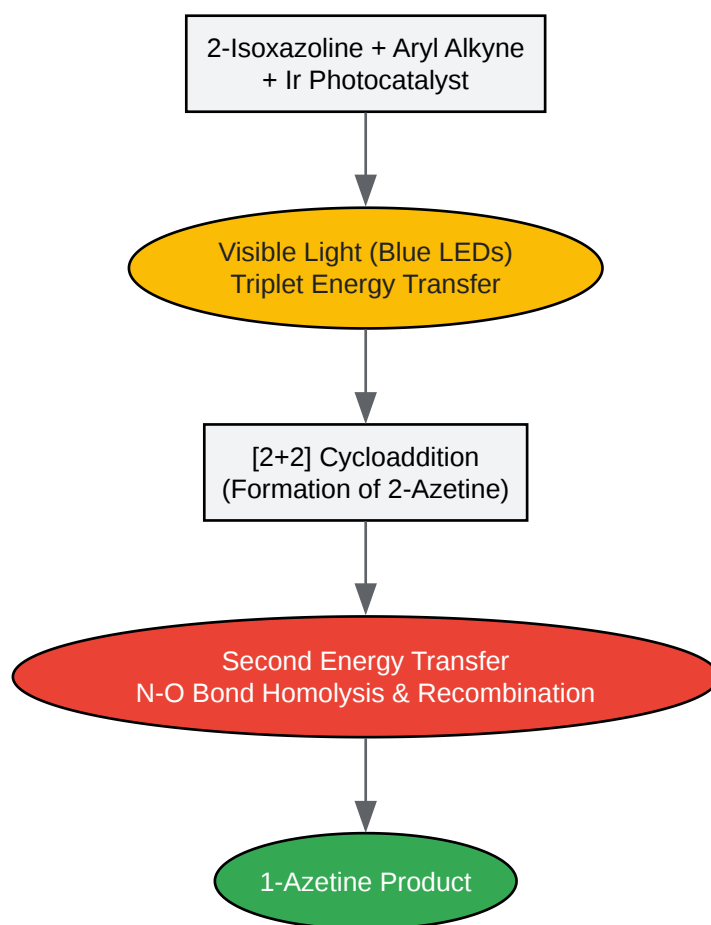 2-Isoxazoline + Aryl Alkyne
+ Ir Photocatalyst
Visible Light (Blue LEDs)
Triplet Energy Transfer
[2+2] Cycloaddition
(Formation of 2-Azetine)
Second Energy Transfer
N-O Bond Homolysis & Recombination
1-Azetine Product